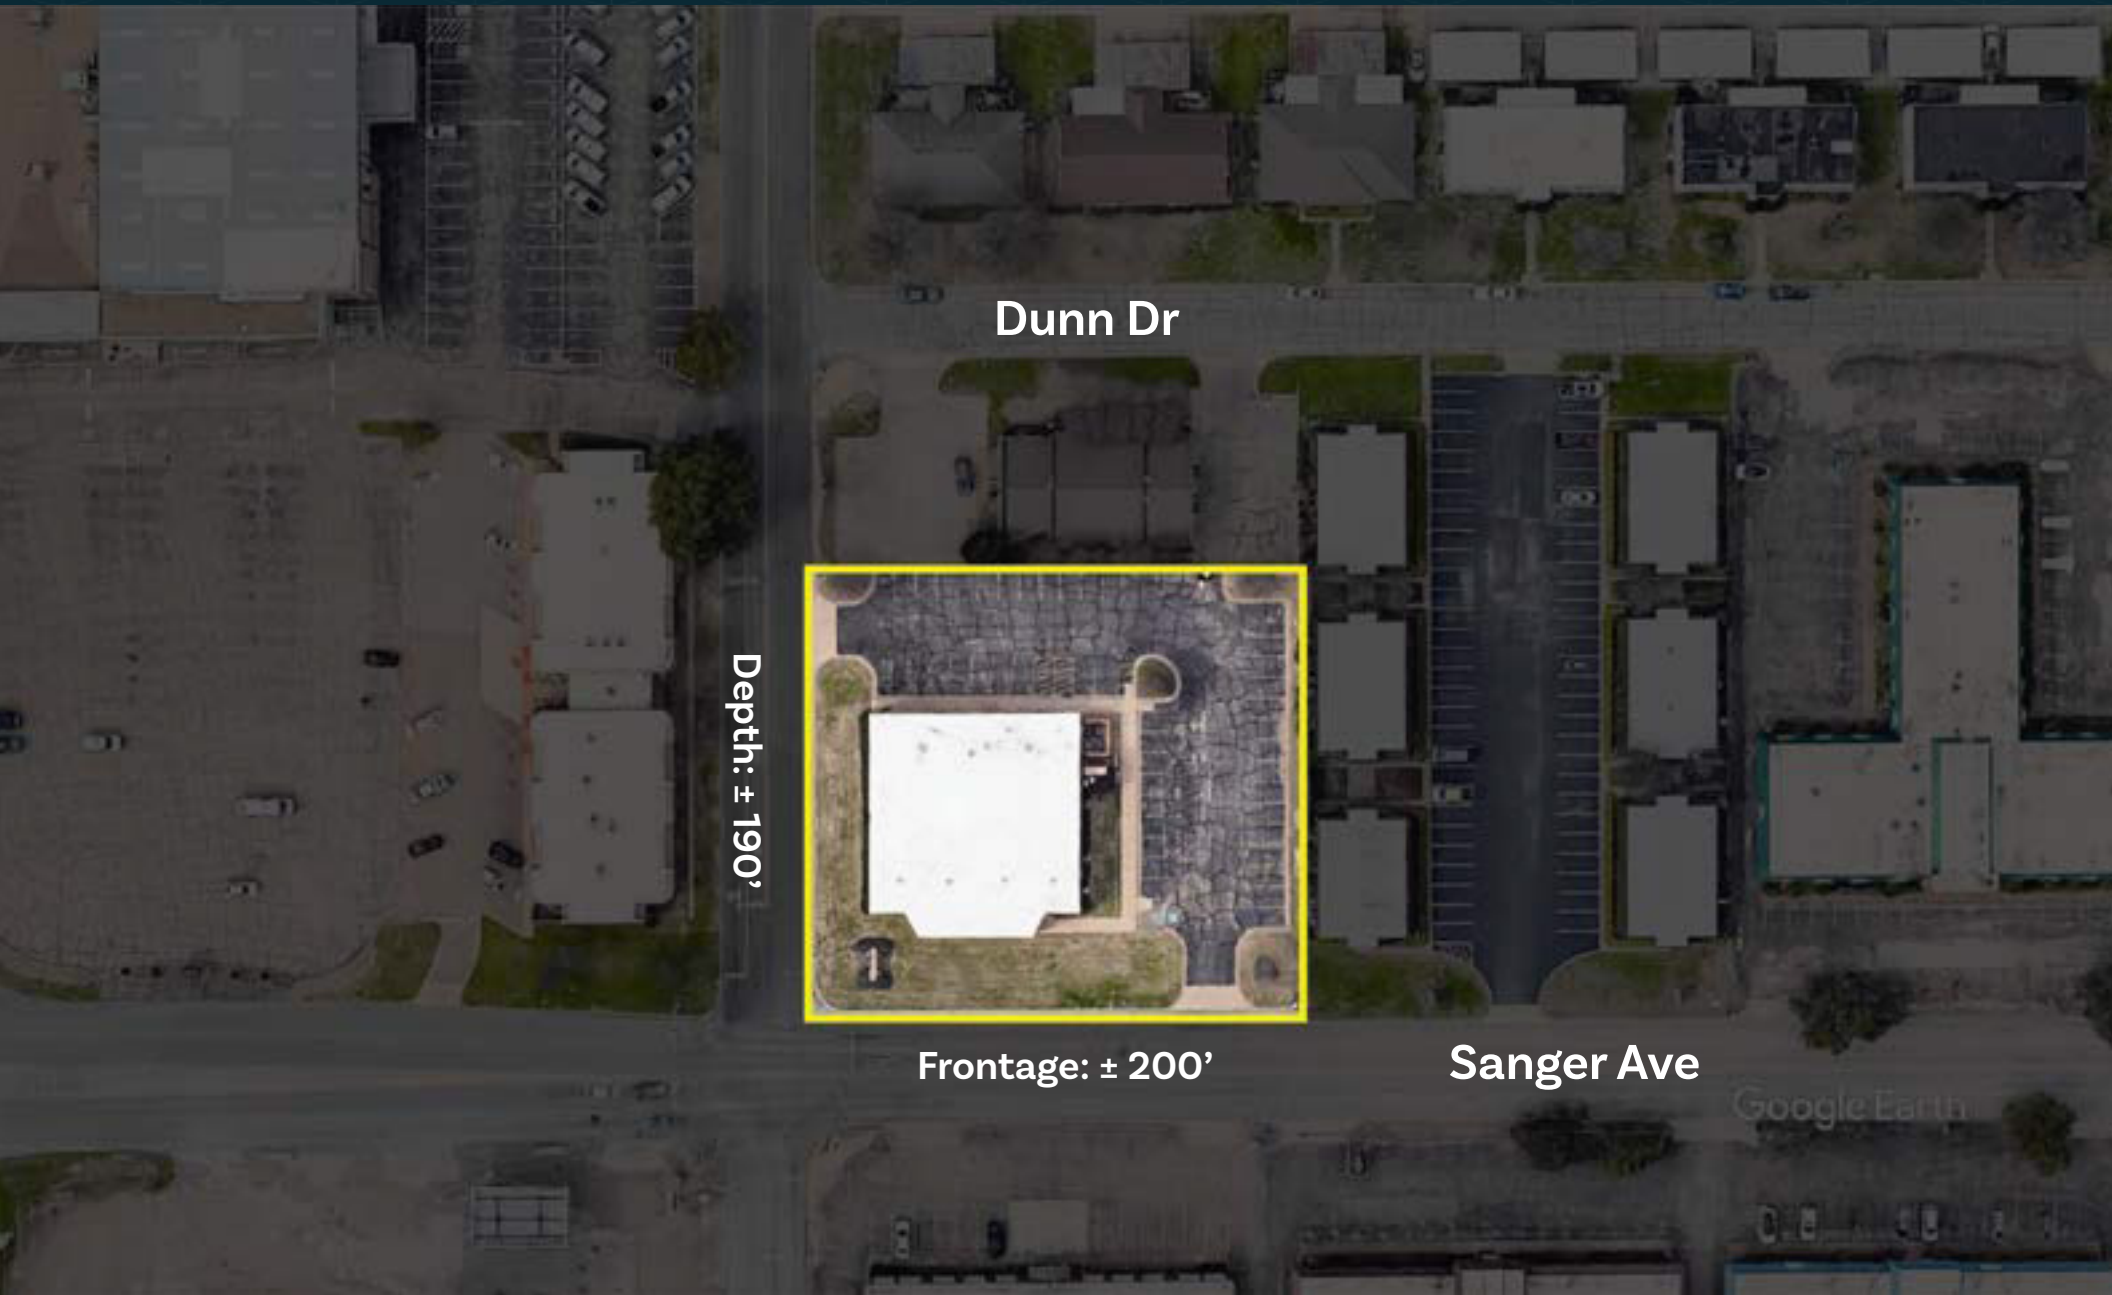 Dunn Dr
Depth: ± 190’
Frontage: ± 200’
Sanger Ave
Google Earth